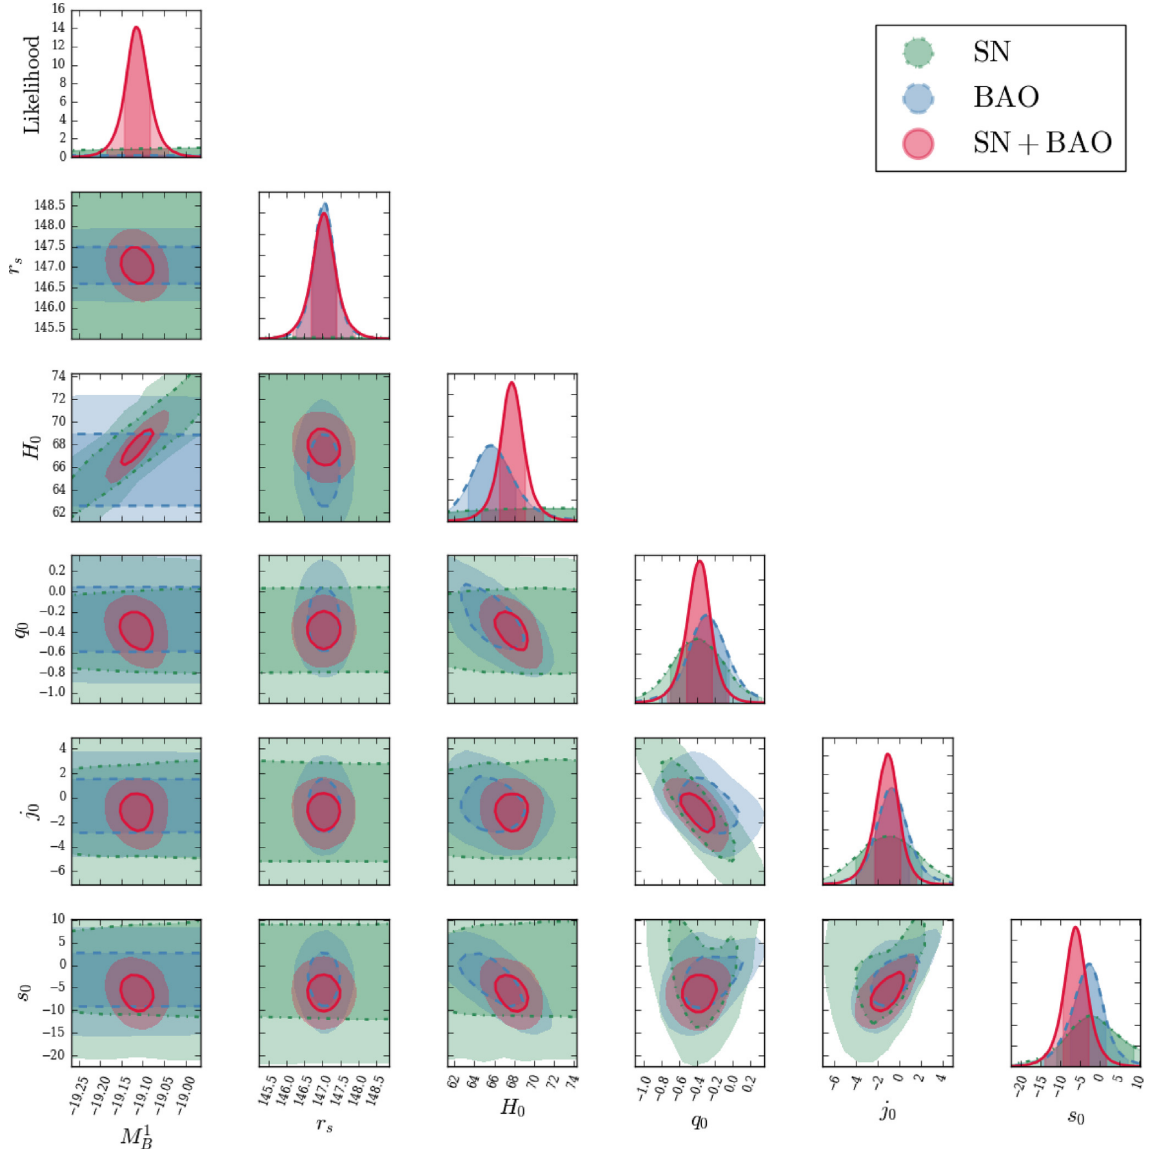 Likelihood
16
14
12
10
8
6
4
2
0
SN
BAO
SN + BAO
r_s
148.5
148.0
147.5
147.0
146.5
146.0
145.5
H_0
74
72
70
68
66
64
62
q_0
0.2
0.0
−0.2
−0.4
−0.6
−0.8
−1.0
j_0
4
2
0
−2
−4
−6
s_0
10
5
0
−5
−10
−15
−20
−19.25 −19.20 −19.15 −19.10 −19.05 −19.00
M_B^1
145.5 146.0 146.5 147.0 147.5 148.0 148.5
r_s
62 64 66 68 70 72 74
H_0
−1.0 −0.8 −0.6 −0.4 −0.2 0.0 0.2
q_0
−6 −4 −2 0 2 4
j_0
−20 −15 −10 −5 0 5 10
s_0